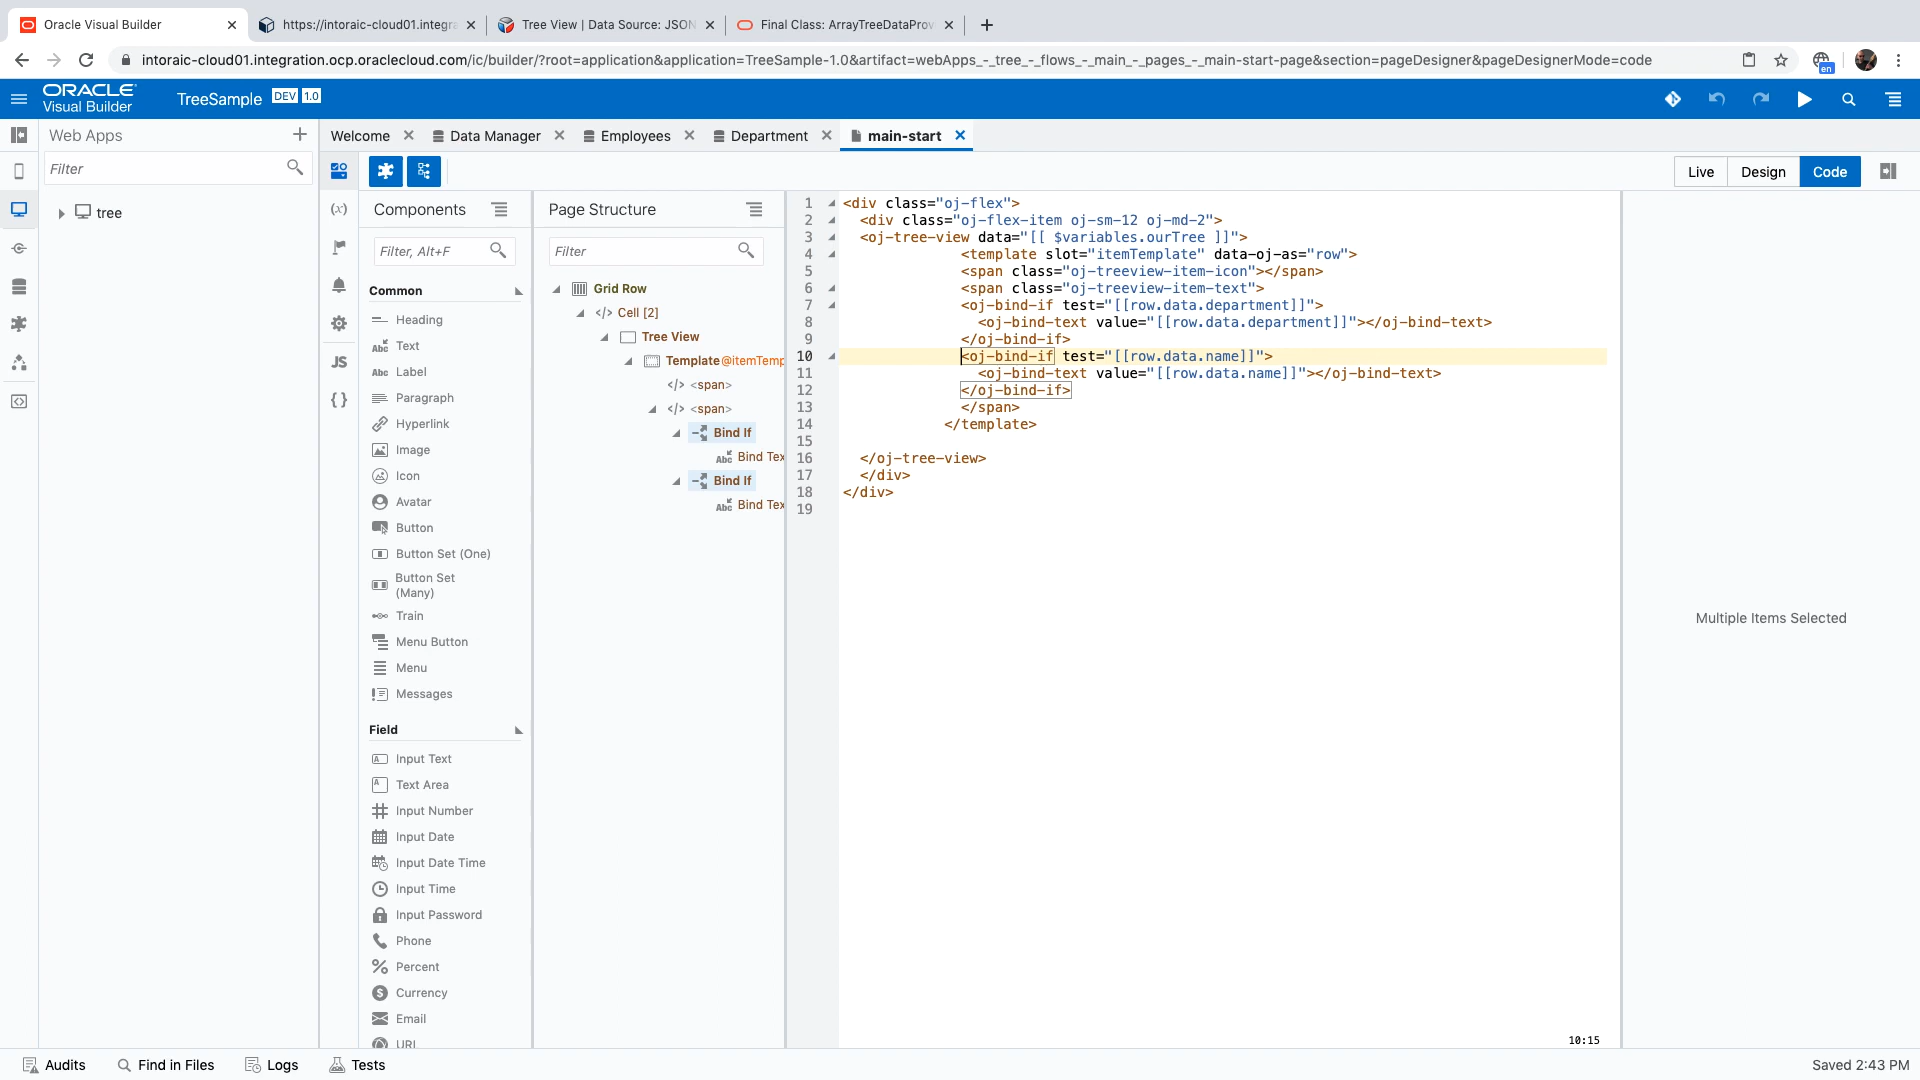 Oracle Visual Builder
https://intoraic-cloud01.integra
Tree View | Data Source: JSON
Final Class: ArrayTreeDataProv
intoraic-cloud01.integration.ocp.oraclecloud.com/ic/builder/?root=application&application=TreeSample-1.0&artifact=webApps_-_tree_-_flows_-_main_-_pages_-_main-start-page&section=pageDesigner&pageDesignerMode=code
en
ORACLE
Visual Builder
TreeSample DEV 1.0
Web Apps
Filter
tree
Welcome
Data Manager
Employees
Department
main-start
Live
Design
Code
(x)
JS
{ }
Components
Filter, Alt+F
Common
Heading
Abc Text
Abc Label
Paragraph
Hyperlink
Image
Icon
Avatar
Button
Button Set (One)
Button Set
(Many)
Train
Menu Button
Menu
Messages
Field
Input Text
Text Area
Input Number
Input Date
Input Date Time
Input Time
Input Password
Phone
Percent
Currency
Email
URL
Page Structure
Filter
Grid Row
</> Cell [2]
Tree View
Template@itemTemp
</> <span>
</> <span>
Bind If
Abc Bind Tex
Bind If
Abc Bind Tex
1 <div class="oj-flex">
2 <div class="oj-flex-item oj-sm-12 oj-md-2">
3 <oj-tree-view data="[[ $variables.ourTree ]]">
4 <template slot="itemTemplate" data-oj-as="row">
5 <span class="oj-treeview-item-icon"></span>
6 <span class="oj-treeview-item-text">
7 <oj-bind-if test="[[row.data.department]]">
8 <oj-bind-text value="[[row.data.department]]"></oj-bind-text>
9 </oj-bind-if>
10 <oj-bind-if test="[[row.data.name]]">
11 <oj-bind-text value="[[row.data.name]]"></oj-bind-text>
12 </oj-bind-if>
13 </span>
14 </template>
15
16 </oj-tree-view>
17 </div>
18 </div>
19
10:15
Multiple Items Selected
Audits
Find in Files
Logs
Tests
Saved 2:43 PM